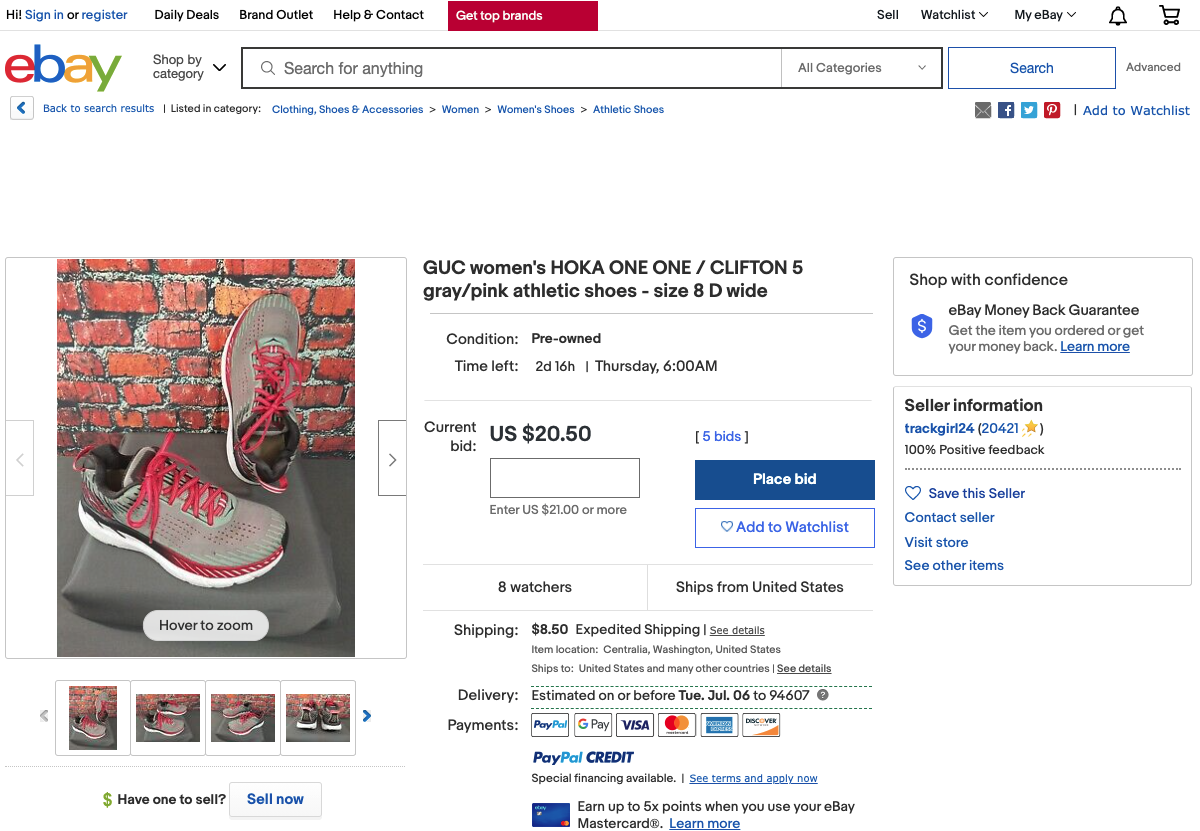 Hi! Sign in or register
Daily Deals
Brand Outlet
Help & Contact
Get top brands
Sell
Watchlist
My eBay
ebay
Shop by
category
Search for anything
All Categories
Search
Advanced
Back to search results | Listed in category: Clothing, Shoes & Accessories > Women > Women's Shoes > Athletic Shoes
| Add to Watchlist
GUC women's HOKA ONE ONE / CLIFTON 5
gray/pink athletic shoes - size 8 D wide
Condition: Pre-owned
Time left: 2d 16h | Thursday, 6:00AM
Current
bid:
US $20.50
[ 5 bids ]
Place bid
Enter US $21.00 or more
Add to Watchlist
8 watchers
Ships from United States
Shipping: $8.50 Expedited Shipping | See details
Item location: Centralia, Washington, United States
Ships to: United States and many other countries | See details
Delivery: Estimated on or before Tue. Jul. 06 to 94607 ?
Payments: PayPal G Pay VISA mastercard AMERICAN EXPRESS DISCOVER
PayPal CREDIT
Special financing available. | See terms and apply now
ebay
Earn up to 5x points when you use your eBay
Mastercard®. Learn more
Hover to zoom
$ Have one to sell? Sell now
Shop with confidence
$
eBay Money Back Guarantee
Get the item you ordered or get
your money back. Learn more
Seller information
trackgirl24 (20421 )
100% Positive feedback
Save this Seller
Contact seller
Visit store
See other items